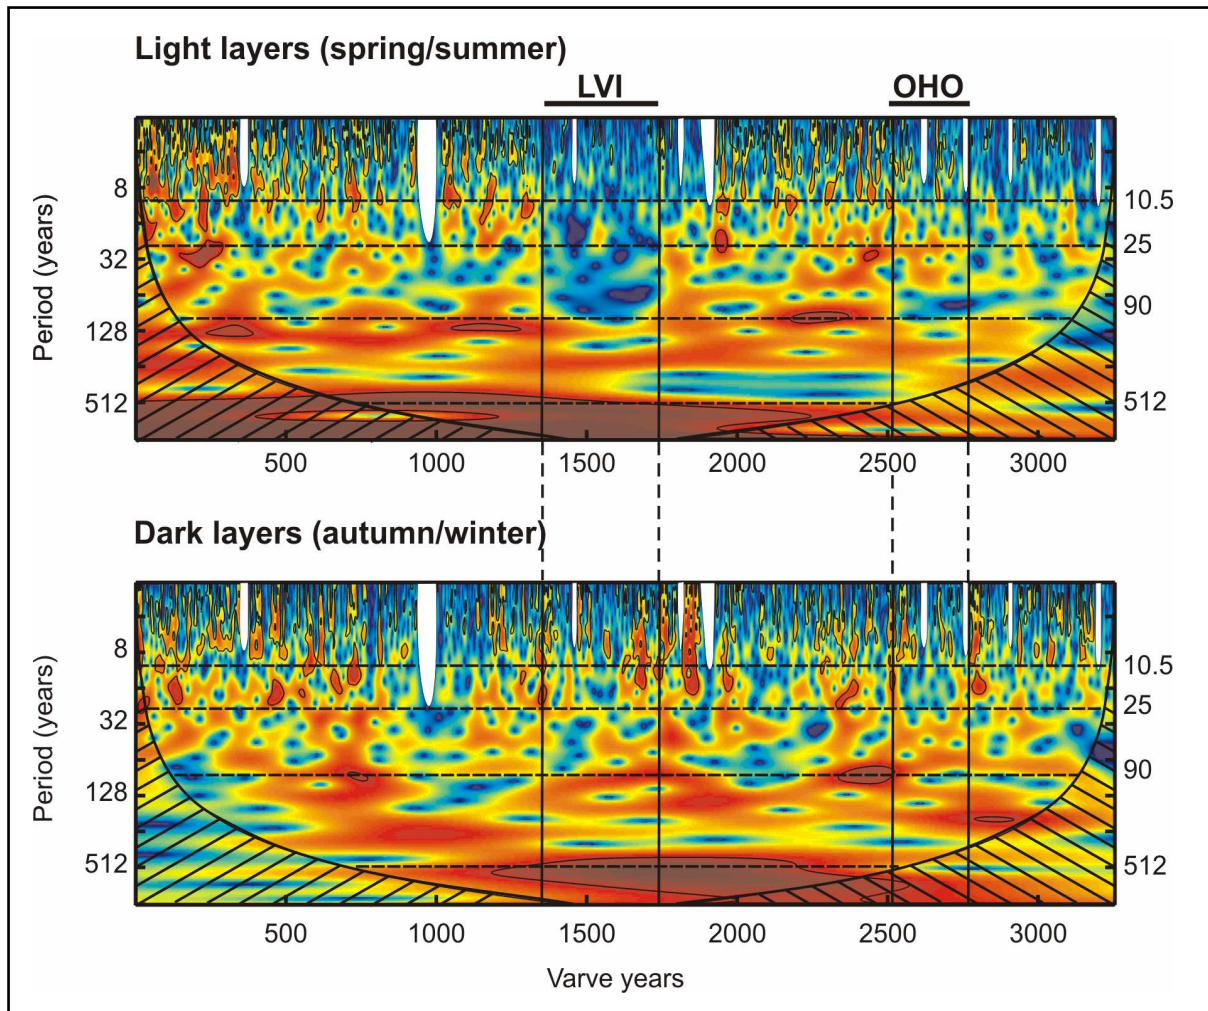 Light layers (spring/summer)
LVI OHO
8 10.5
25
32
90
128
512 512
Period (years)
500 1000 1500 2000 2500 3000
Dark layers (autumn/winter)
8 10.5
25
32
90
128
512 512
Period (years)
500 1000 1500 2000 2500 3000
Varve years